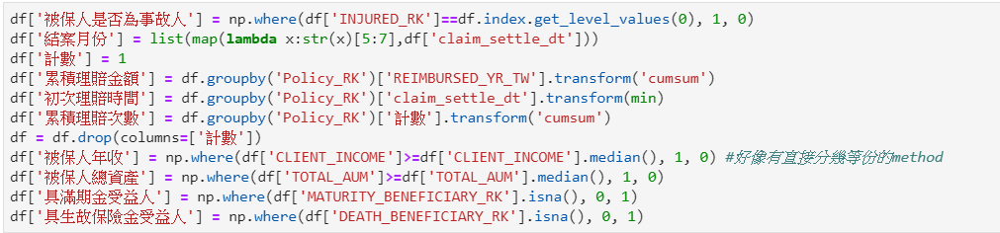 df['被保人是否為事故人'] = np.where(df['INJURED_RK']==df.index.get_level_values(0), 1, 0)
df['結案月份'] = list(map(lambda x:str(x)[5:7],df['claim_settle_dt']))
df['計數'] = 1
df['累積理賠金額'] = df.groupby('Policy_RK')['REIMBURSED_YR_TW'].transform('cumsum')
df['初次理賠時間'] = df.groupby('Policy_RK')['claim_settle_dt'].transform(min)
df['累積理賠次數'] = df.groupby('Policy_RK')['計數'].transform('cumsum')
df = df.drop(columns=['計數'])
df['被保人年收'] = np.where(df['CLIENT_INCOME']>=df['CLIENT_INCOME'].median(), 1, 0) #好像有直接分幾等份的method
df['被保人總資產'] = np.where(df['TOTAL_AUM']>=df['TOTAL_AUM'].median(), 1, 0)
df['具滿期金受益人'] = np.where(df['MATURITY_BENEFICIARY_RK'].isna(), 0, 1)
df['具生故保險金受益人'] = np.where(df['DEATH_BENEFICIARY_RK'].isna(), 0, 1)